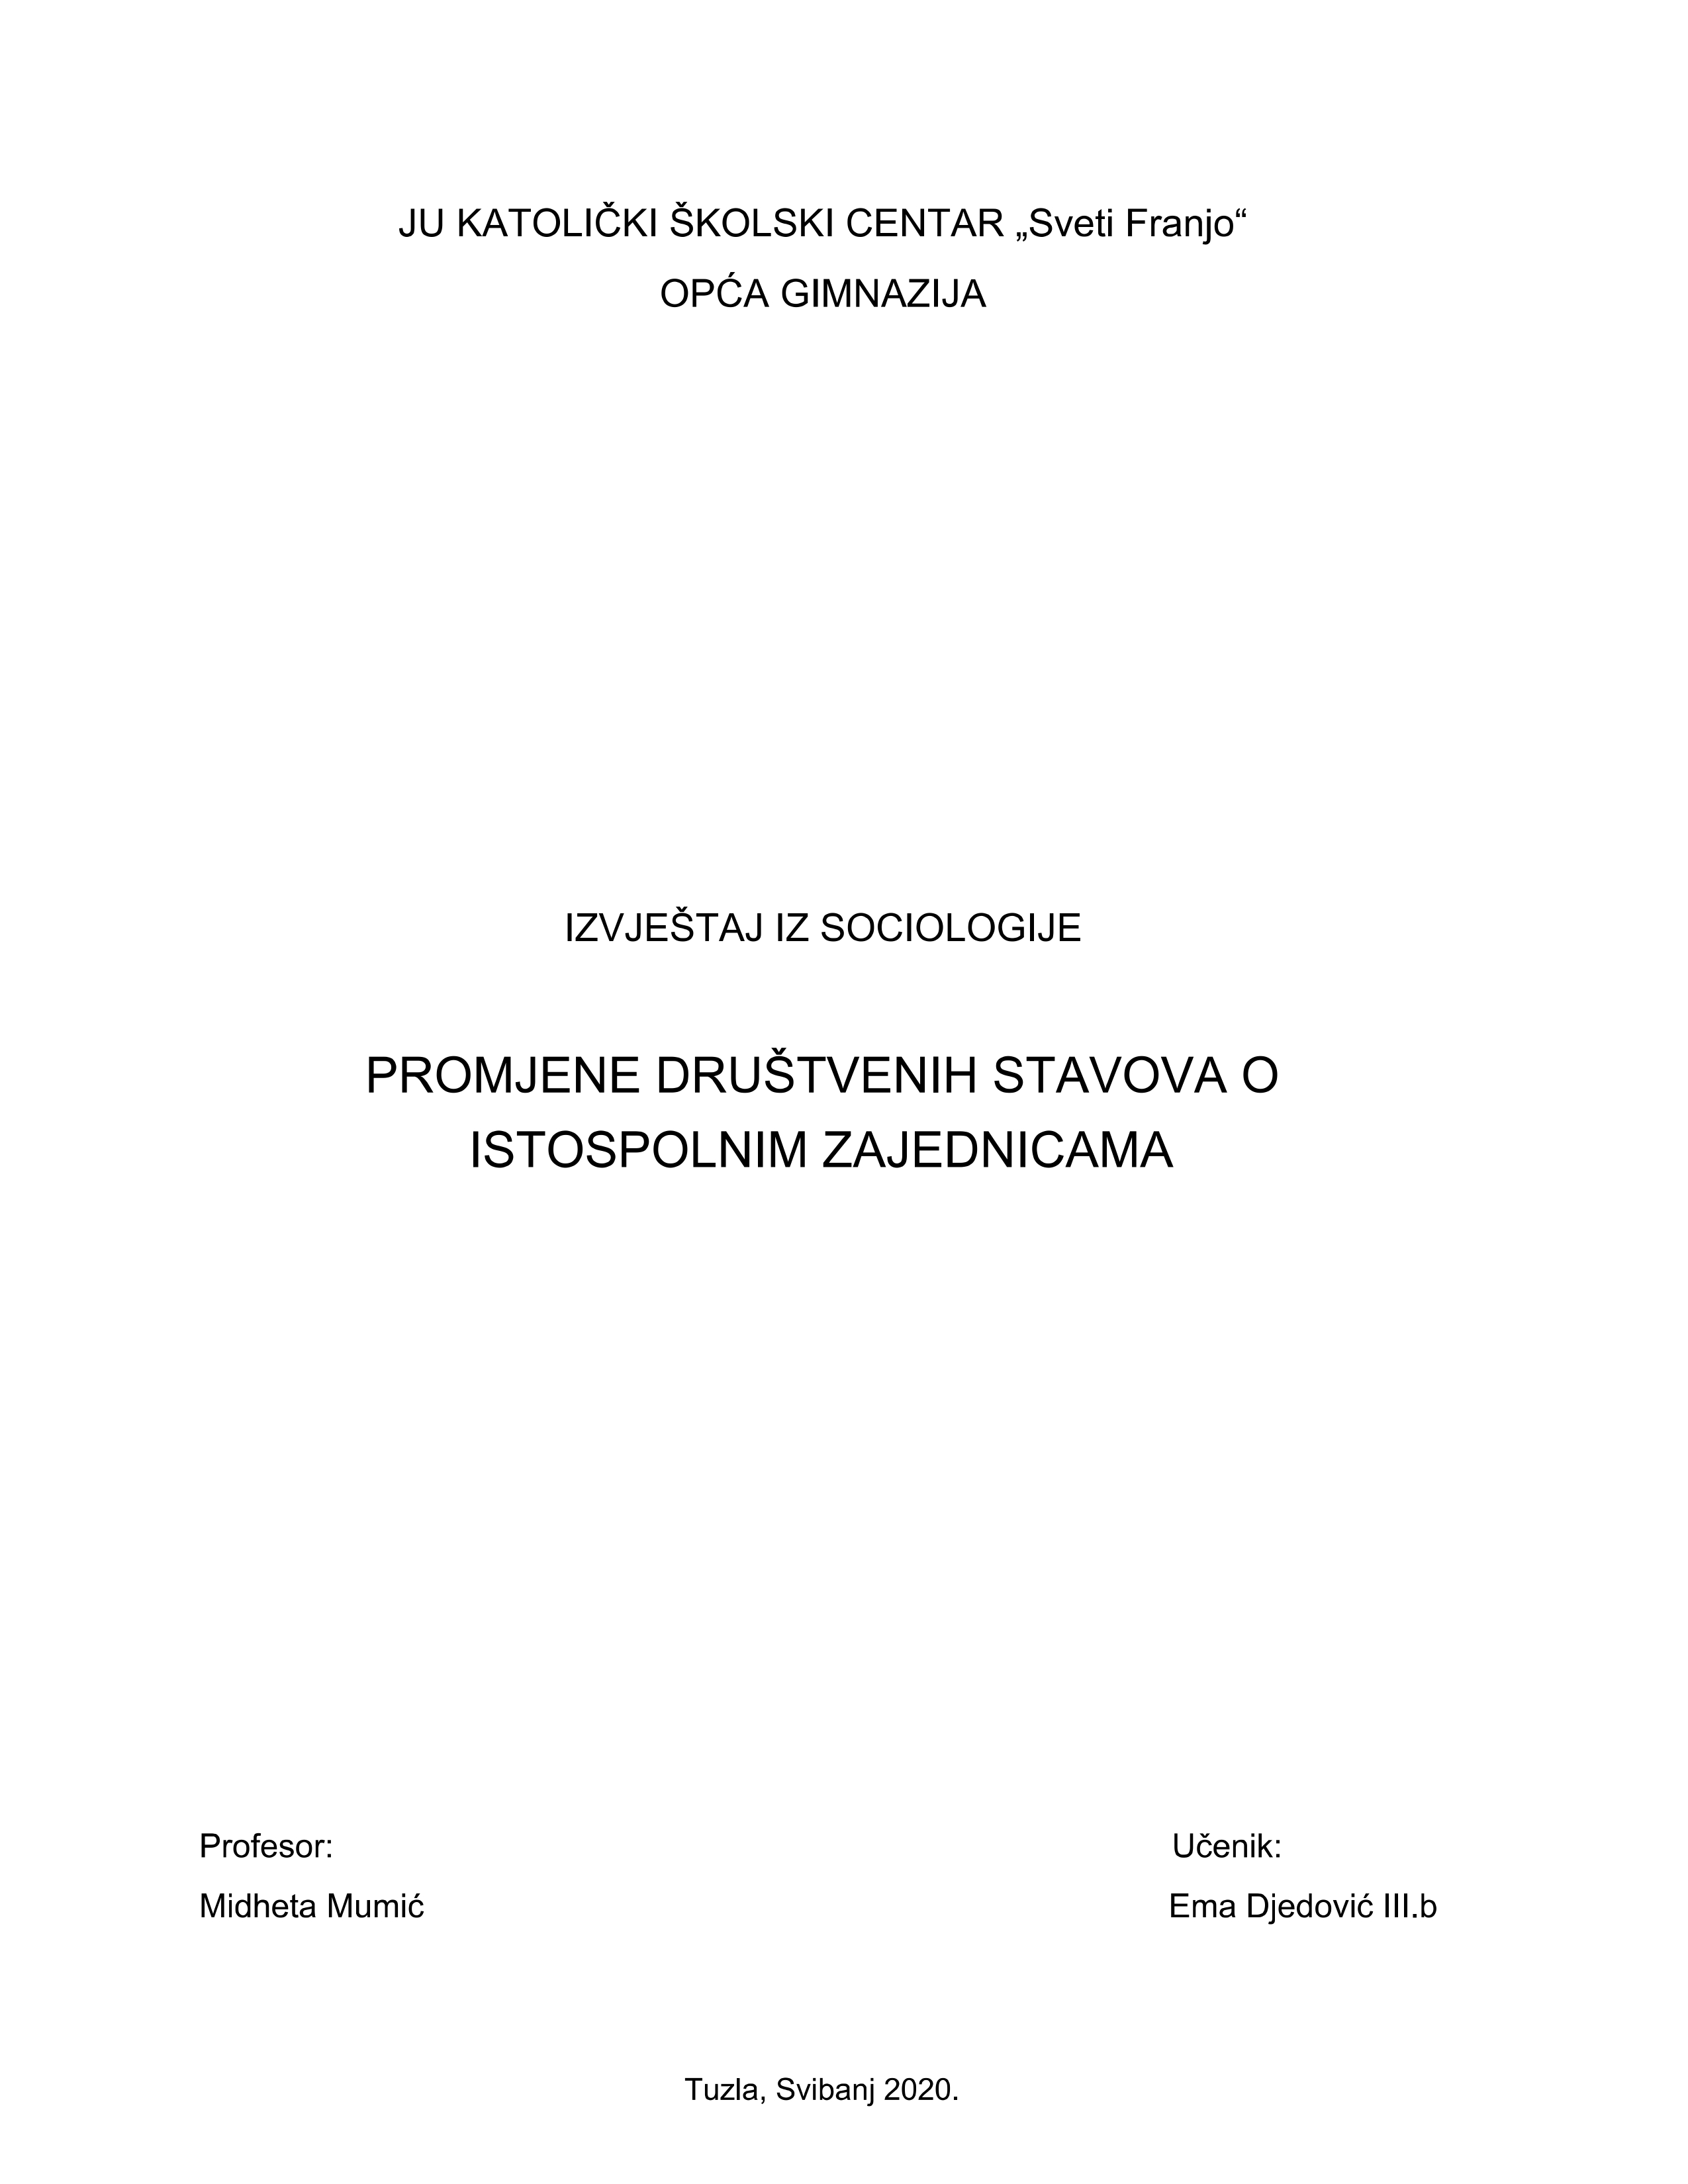 JU KATOLIČKI ŠKOLSKI CENTAR „Sveti Franjo“
OPĆA GIMNAZIJA
IZVJEŠTAJ IZ SOCIOLOGIJE
PROMJENE DRUŠTVENIH STAVOVA O
ISTOSPOLNIM ZAJEDNICAMA
Profesor:
Učenik:
Midheta Mumić
Ema Djedović III.b
Tuzla, Svibanj 2020.